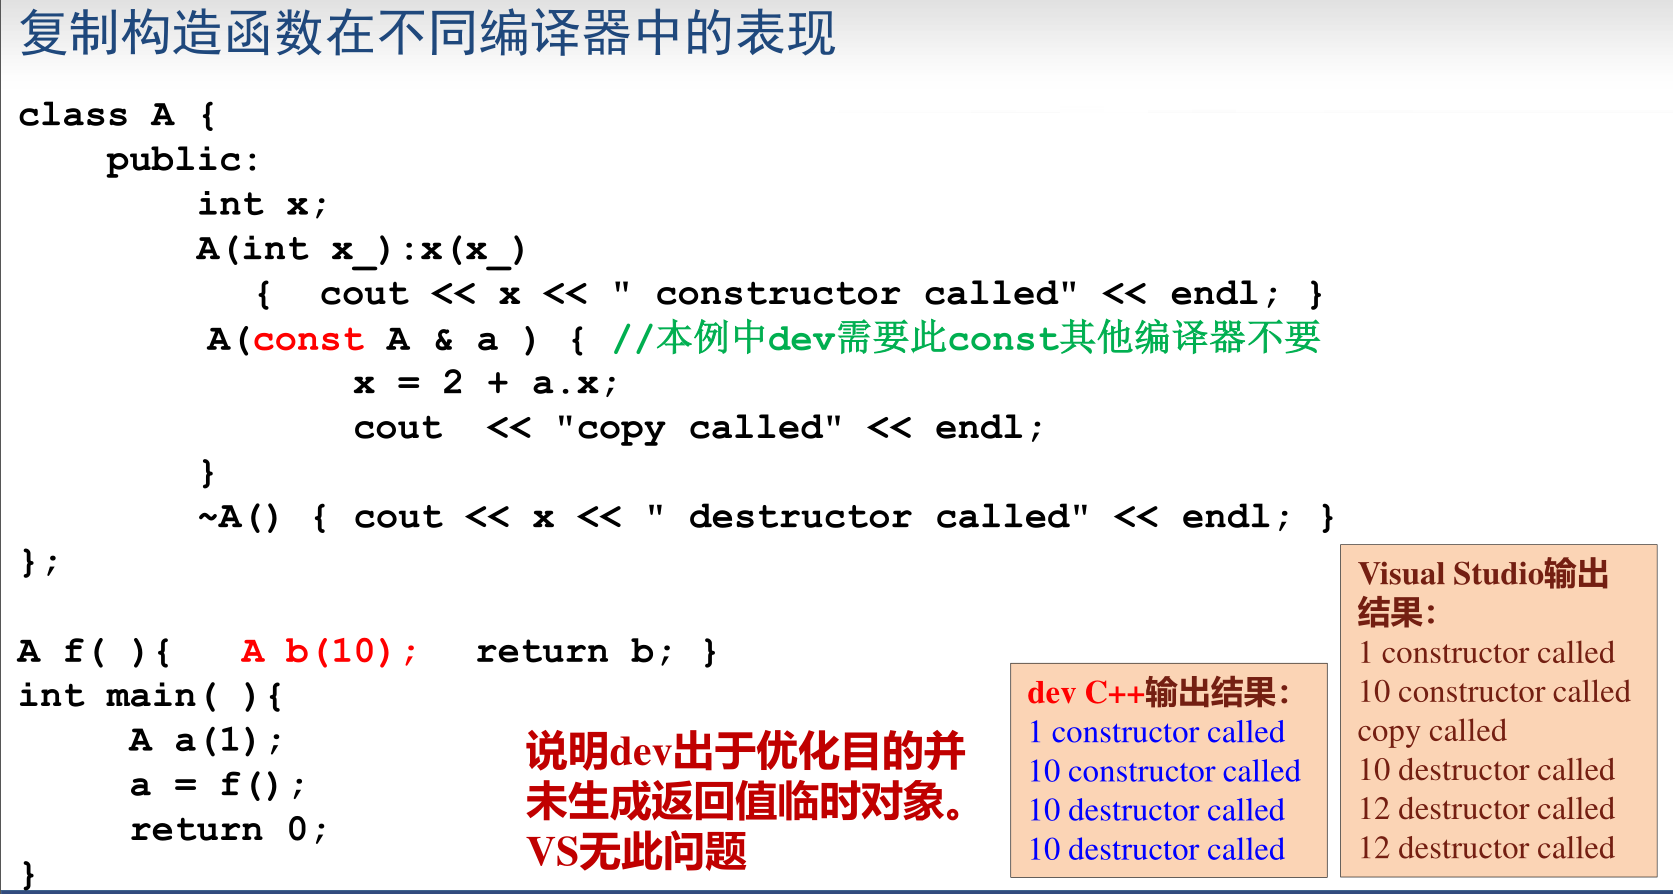 复制构造函数在不同编译器中的表现
class A {
public:
int x;
A(int x_):x(x_)
{ cout << x << " constructor called" << endl; }
A(const A & a ) { //本例中dev需要此const其他编译器不要
x = 2 + a.x;
cout << "copy called" << endl;
}
~A() { cout << x << " destructor called" << endl; }
};
A f( ){ A b(10); return b; }
int main( ){
A a(1);
a = f();
return 0;
}
说明dev出于优化目的并
未生成返回值临时对象。
VS无此问题
dev C++输出结果：
1 constructor called
10 constructor called
10 destructor called
10 destructor called
Visual Studio输出
结果：
1 constructor called
10 constructor called
copy called
10 destructor called
12 destructor called
12 destructor called